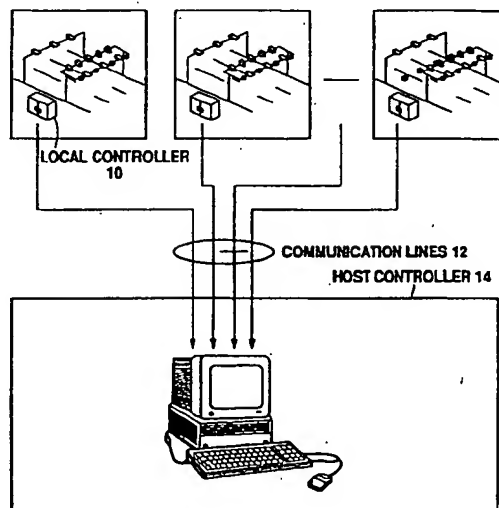 LOCAL CONTROLLER
10
COMMUNICATION LINES 12
HOST CONTROLLER 14